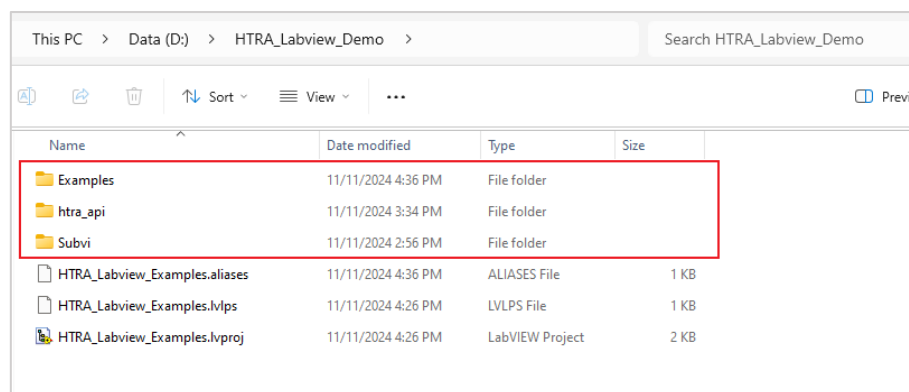 This PC > Data (D:) > HTRA_Labview_Demo > Search HTRA_Labview_Demo
Sort View ... Previ
Name Date modified Type Size
Examples 11/11/2024 4:36 PM File folder
htra_api 11/11/2024 3:34 PM File folder
Subvi 11/11/2024 2:56 PM File folder
HTRA_Labview_Examples.aliases 11/11/2024 4:36 PM ALIASES File 1 KB
HTRA_Labview_Examples.lvlps 11/11/2024 4:26 PM LVLPS File 1 KB
HTRA_Labview_Examples.lvproj 11/11/2024 4:26 PM LabVIEW Project 2 KB